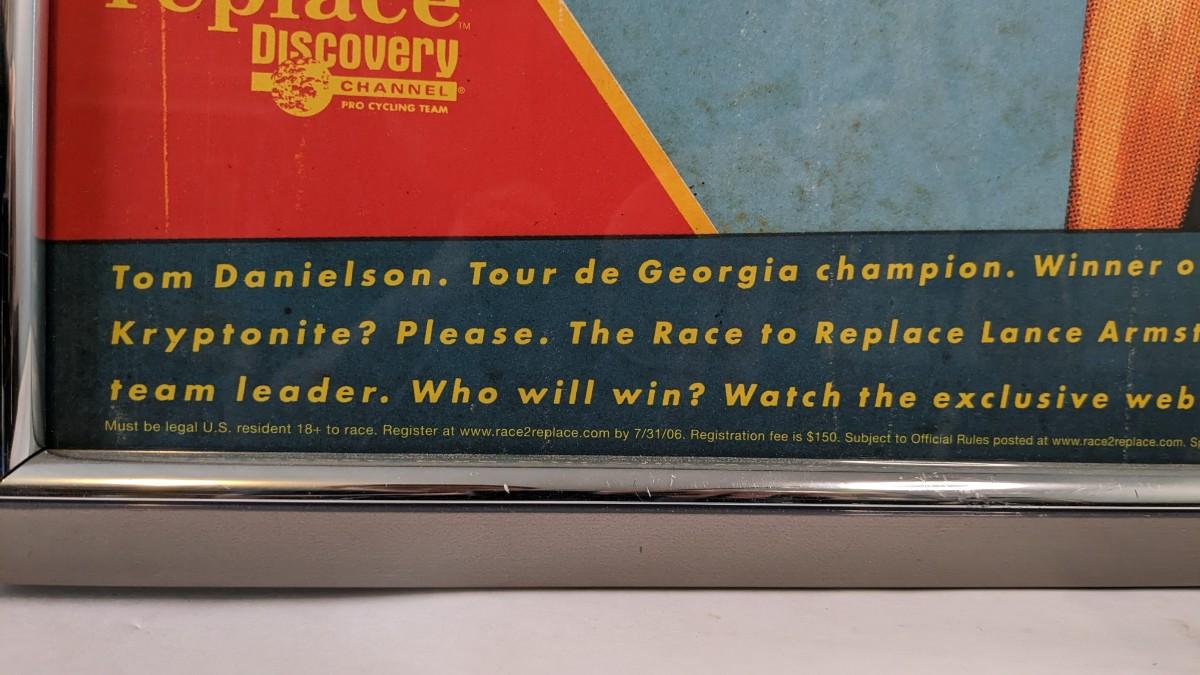 replace™
Discovery
CHANNEL®
PRO CYCLING TEAM
Tom Danielson. Tour de Georgia champion. Winner
Kryptonite? Please. The Race to Replace Lance
team leader. Who will win? Watch the exclusive web
Must be legal U.S. resident 18+ to race. Register at www.race2replace.com by 7/31/06. Registration fee is $150. Subject to Official Rules posted at www.race2replace.com.